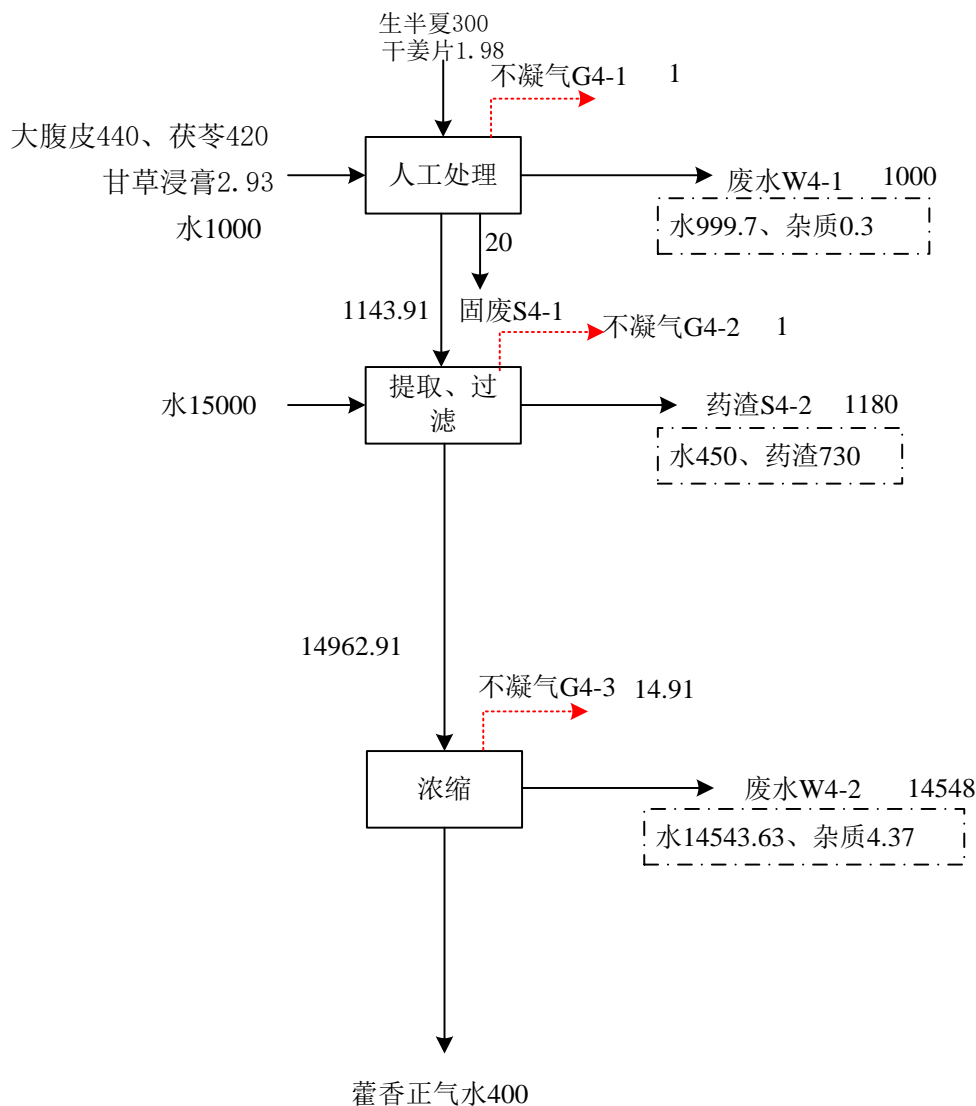 生半夏300
干姜片1.98
不凝气G4-1 1
大腹皮440、茯苓420
甘草浸膏2.93
水1000
人工处理
废水W4-1 1000
水999.7、杂质0.3
20
1143.91
固废S4-1
不凝气G4-2 1
水15000
提取、过
滤
药渣S4-2 1180
水450、药渣730
14962.91
不凝气G4-3 14.91
浓缩
废水W4-2 14548
水14543.63、杂质4.37
藿香正气水400